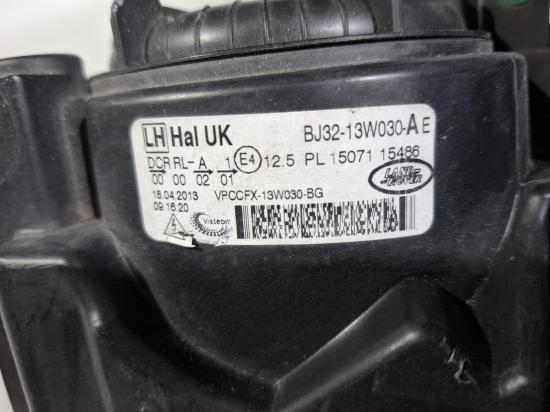 LH Hal UK BJ32-13W030-A E
DCR RL- A 1 E4 12.5 PL 15071 15486
00 00 02 01
18.04.2013 VPCCFX-13W030-BG
09:16:20
LAND-
ROVER
Visteon